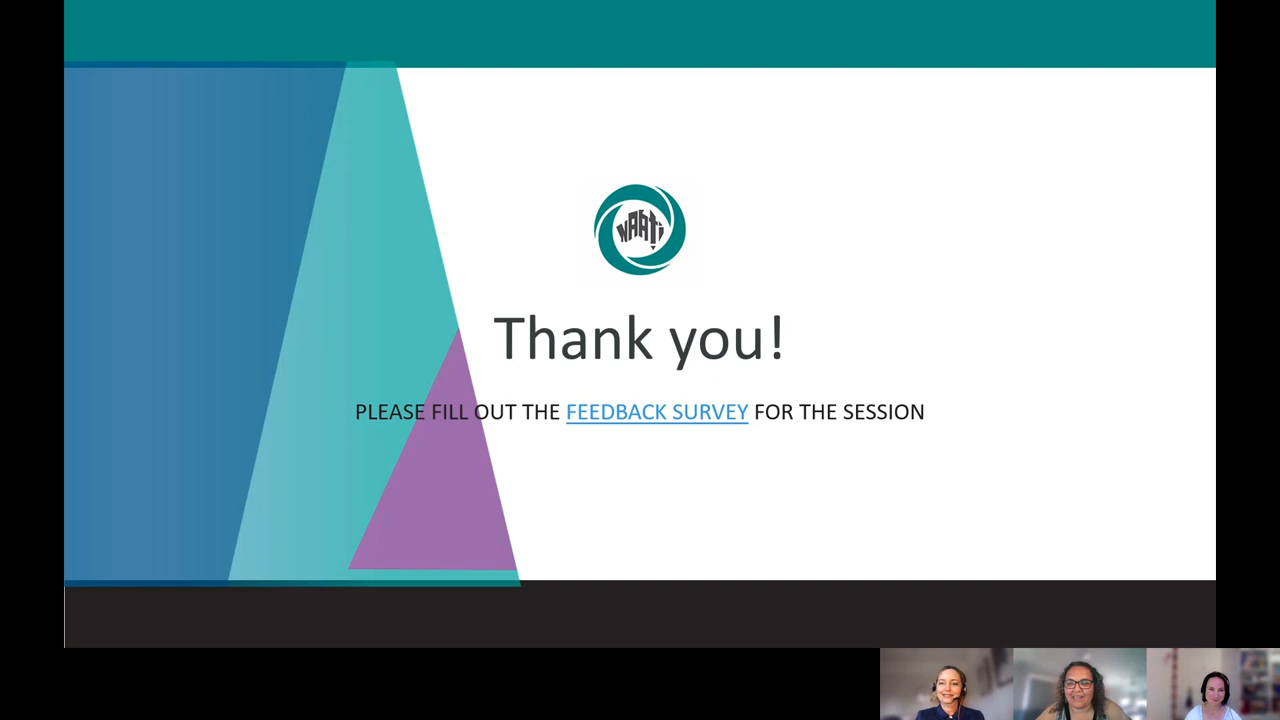 NAATI
Thank you!
PLEASE FILL OUT THE FEEDBACK SURVEY FOR THE SESSION